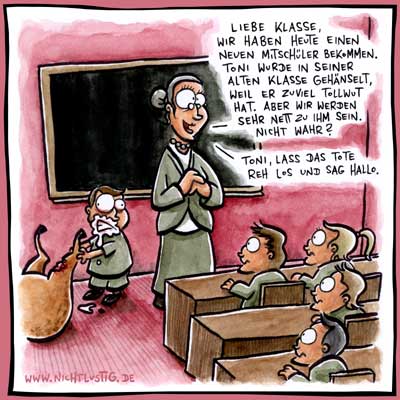 LIEBE KLASSE,
WIR HABEN HEUTE EINEN
NEUEN MITSCHÜLER BEKOMMEN.
TONI WURDE IN SEINER
ALTEN KLASSE GEHÄNSELT,
WEIL ER ZUVIEL TOLLWUT
HAT. ABER WIR WERDEN
SEHR NETT ZU IHM SEIN.
NICHT WAHR?
TONI, LASS DAS TOTE
REH LOS UND SAG HALLO.
WWW.NICHTLUSTIG.DE